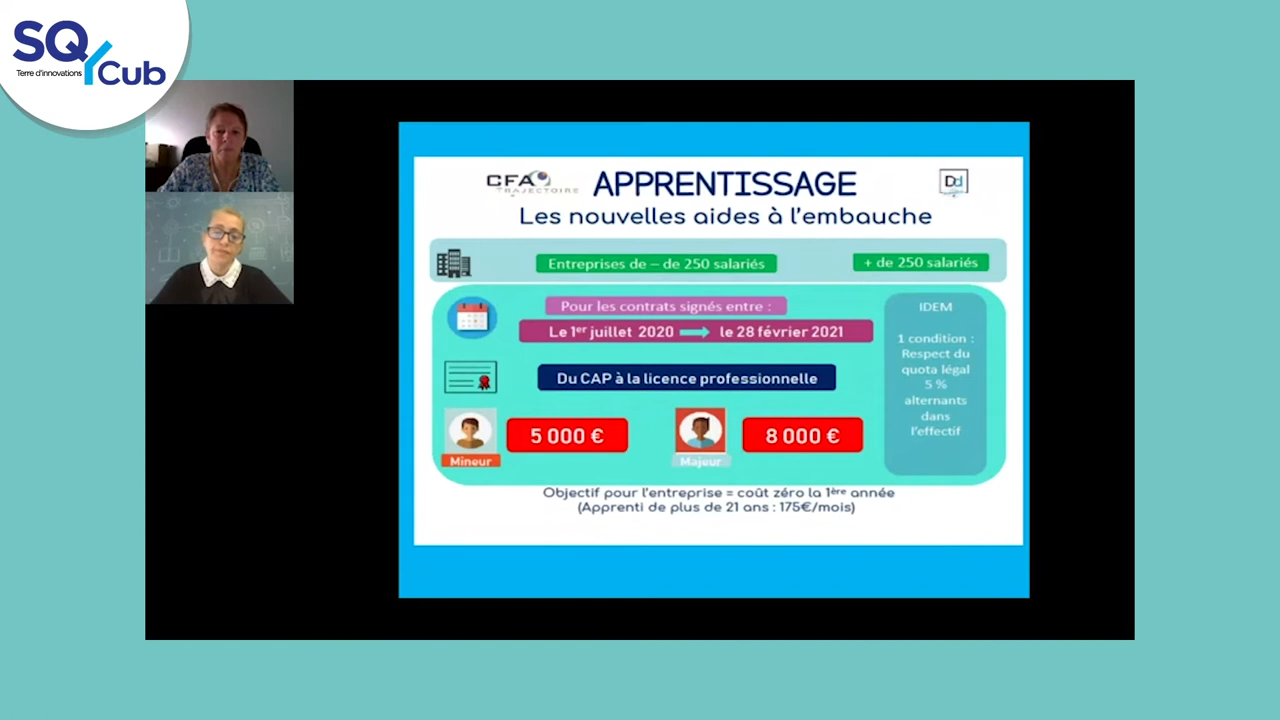 SQY Cub
Terre d'innovations
CFA
TRAJECTOIRE
APPRENTISSAGE
Dd
Les nouvelles aides à l'embauche
Entreprises de – de 250 salariés
+ de 250 salariés
Pour les contrats signés entre :
Le 1er juillet 2020 → le 28 février 2021
Du CAP à la licence professionnelle
5 000 €
Mineur
8 000 €
Majeur
IDEM
1 condition :
Respect du
quota légal
5 %
alternants
dans
l'effectif
Objectif pour l'entreprise = coût zéro la 1ère année
(Apprenti de plus de 21 ans : 175€/mois)